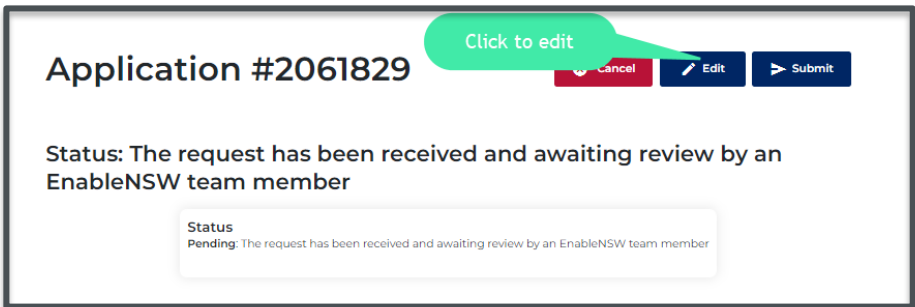 Click to edit
Application #2061829
Cancel
Edit
Submit
Status: The request has been received and awaiting review by an
EnableNSW team member
Status
Pending: The request has been received and awaiting review by an EnableNSW team member